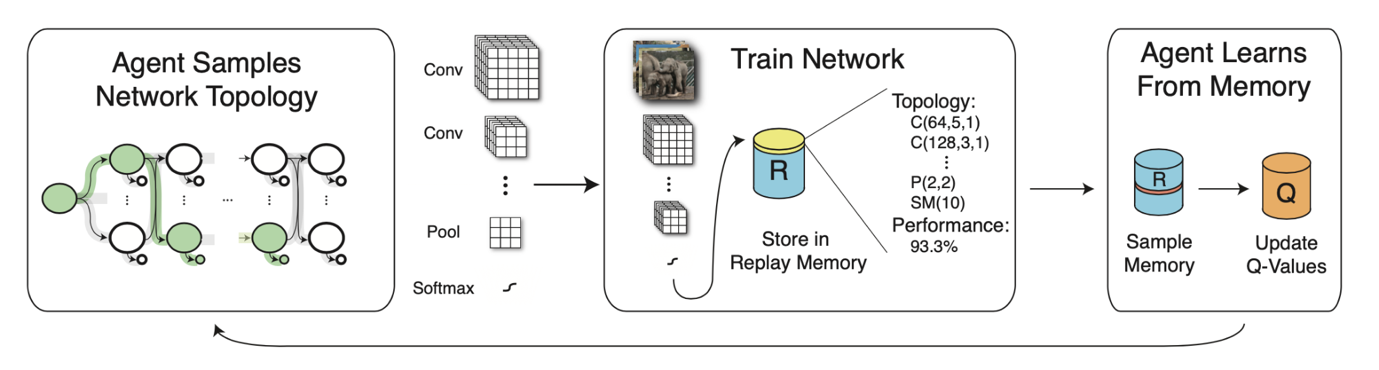 Agent Samples
Network Topology
...
Conv
Conv
Pool
Softmax
Train Network
R
Store in
Replay Memory
Topology:
C(64,5,1)
C(128,3,1)
P(2,2)
SM(10)
Performance:
93.3%
Agent Learns
From Memory
R
Q
Sample
Memory
Update
Q-Values